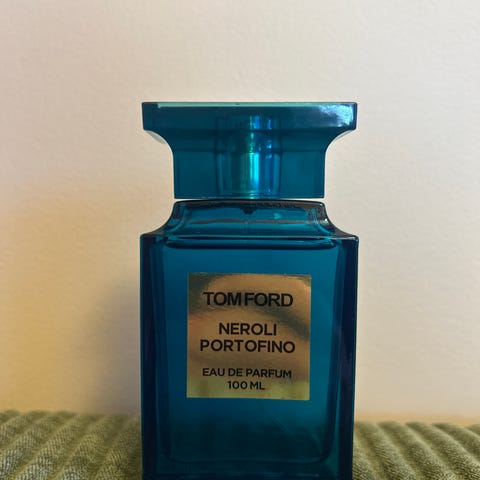 TOM FORD
NEROLI
PORTOFINO
EAU DE PARFUM
100 ML